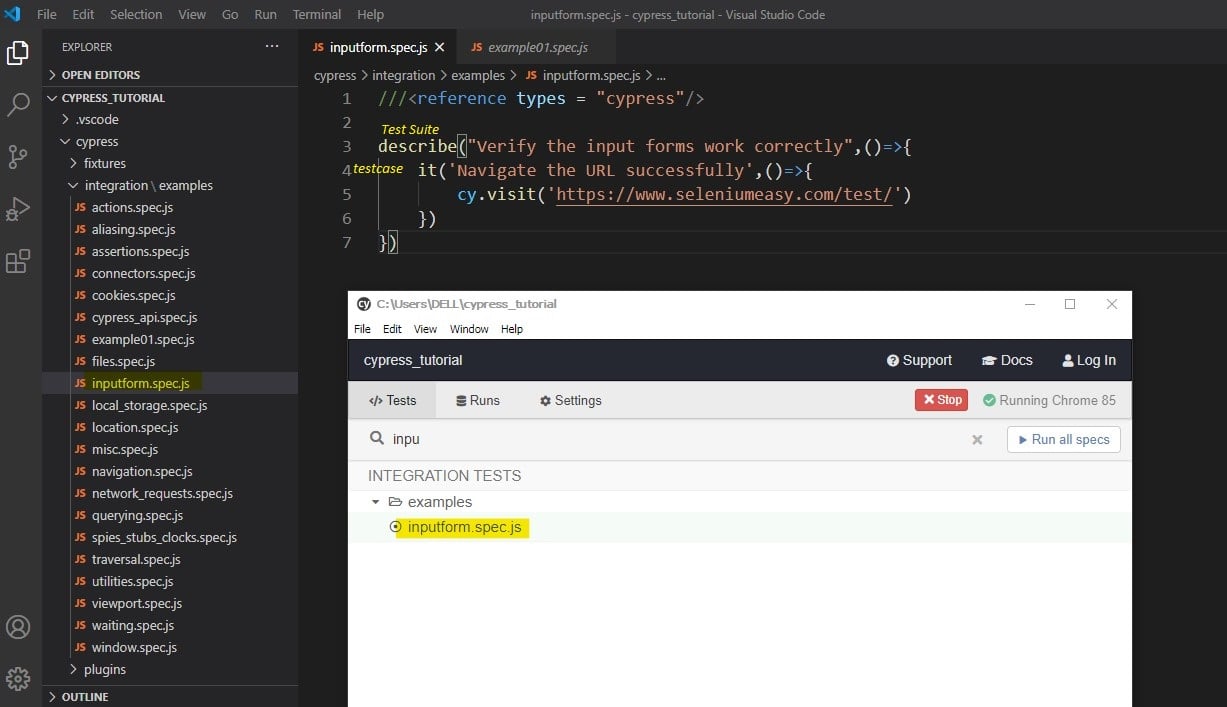 File Edit Selection View Go Run Terminal Help inputform.spec.js - cypress_tutorial - Visual Studio Code
EXPLORER
OPEN EDITORS
CYPRESS_TUTORIAL
.vscode
cypress
fixtures
integration \ examples
JS actions.spec.js
JS aliasing.spec.js
JS assertions.spec.js
JS connectors.spec.js
JS cookies.spec.js
JS cypress_api.spec.js
JS example01.spec.js
JS files.spec.js
JS inputform.spec.js
JS local_storage.spec.js
JS location.spec.js
JS misc.spec.js
JS navigation.spec.js
JS network_requests.spec.js
JS querying.spec.js
JS spies_stubs_clocks.spec.js
JS traversal.spec.js
JS utilities.spec.js
JS viewport.spec.js
JS waiting.spec.js
JS window.spec.js
plugins
OUTLINE
JS inputform.spec.js JS example01.spec.js
cypress > integration > examples > JS inputform.spec.js > ...
1 ///<reference types = "cypress"/>
2
Test Suite
3 describe("Verify the input forms work correctly",()=>{
4 testcase it('Navigate the URL successfully',()=>{
5 cy.visit('https://www.seleniumeasy.com/test/')
6 })
7 })
cy C:\Users\DELL\cypress_tutorial
File Edit View Window Help
cypress_tutorial Support Docs Log In
</> Tests Runs Settings Stop Running Chrome 85
inpu Run all specs
INTEGRATION TESTS
examples
inputform.spec.js